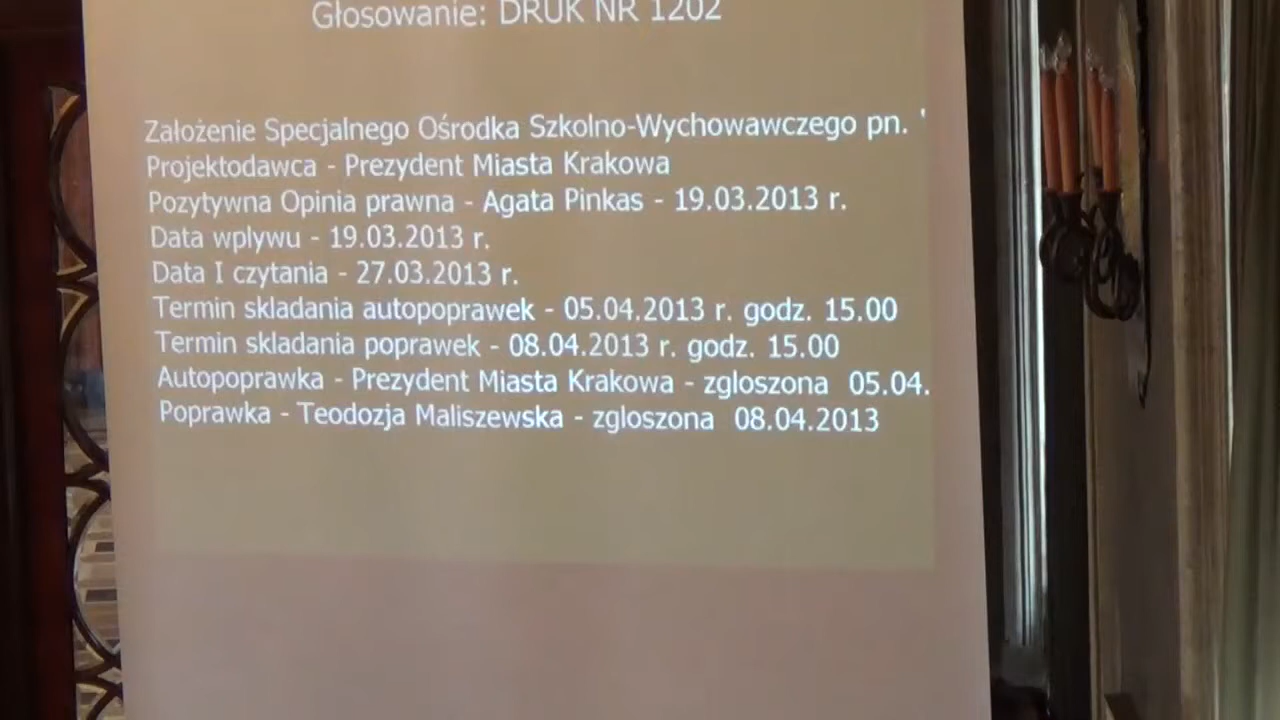 Głosowanie: DRUK NR 1202
Założenie Specjalnego Ośrodka Szkolno-Wychowawczego pn. '
Projektodawca - Prezydent Miasta Krakowa
Pozytywna Opinia prawna - Agata Pinkas - 19.03.2013 r.
Data wplywu - 19.03.2013 r.
Data I czytania - 27.03.2013 r.
Termin skladania autopoprawek - 05.04.2013 r. godz. 15.00
Termin skladania poprawek - 08.04.2013 r. godz. 15.00
Autopoprawka - Prezydent Miasta Krakowa - zgloszona 05.04.
Poprawka - Teodozja Maliszewska - zgloszona 08.04.2013